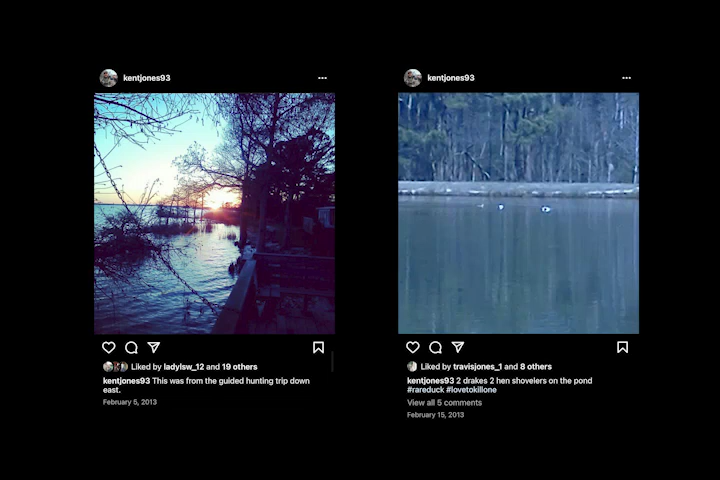 kentjones93
Liked by ladylsw_12 and 19 others
kentjones93 This was from the guided hunting trip down
east.
February 5, 2013
kentjones93
Liked by travisjones_1 and 8 others
kentjones93 2 drakes 2 hen shovelers on the pond
#rareduck #lovetokillone
View all 5 comments
February 15, 2013